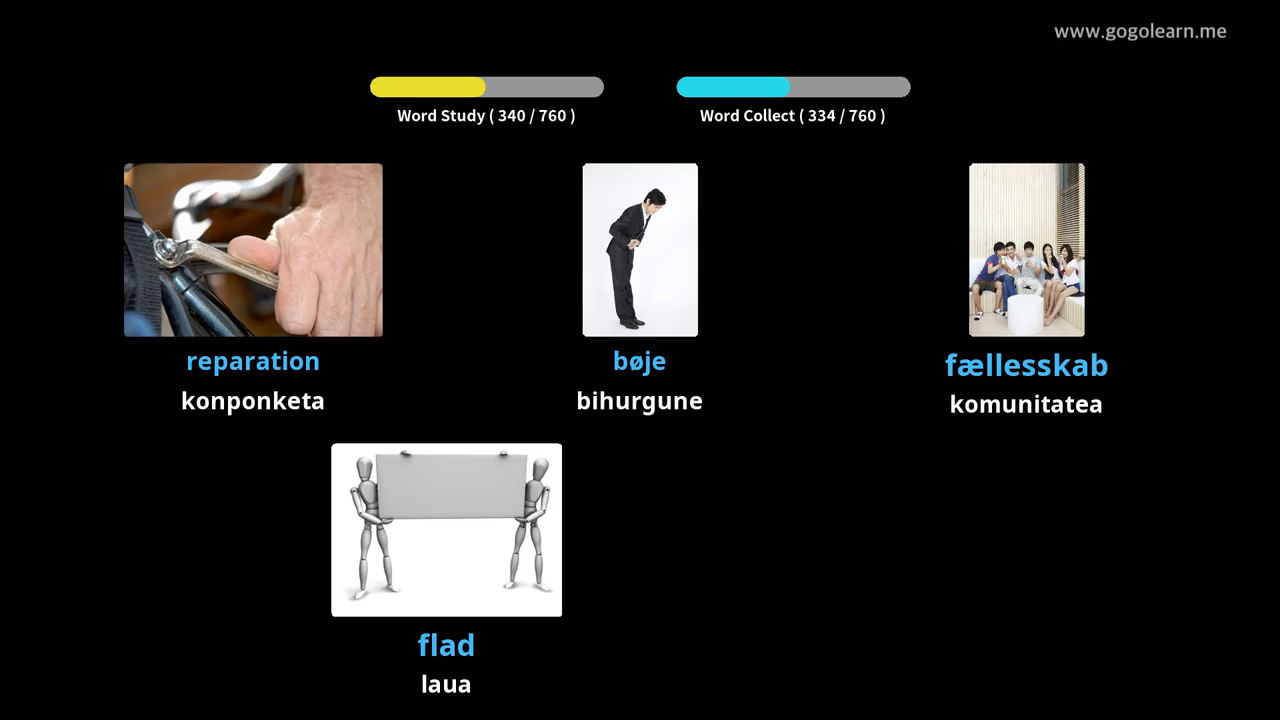 www.gogolearn.me
Word Study ( 340 / 760 )
Word Collect ( 334 / 760 )
reparation
konponketa
bøje
bihurgune
fællesskab
komunitatea
flad
laua